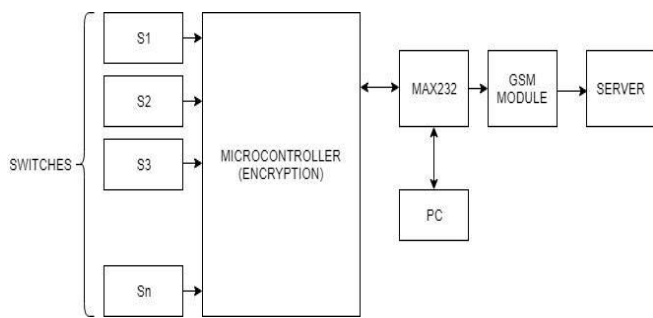 S1
S2
S3
Sn
SWITCHES
MICROCONTROLLER
(ENCRYPTION)
MAX232
GSM
MODULE
SERVER
PC